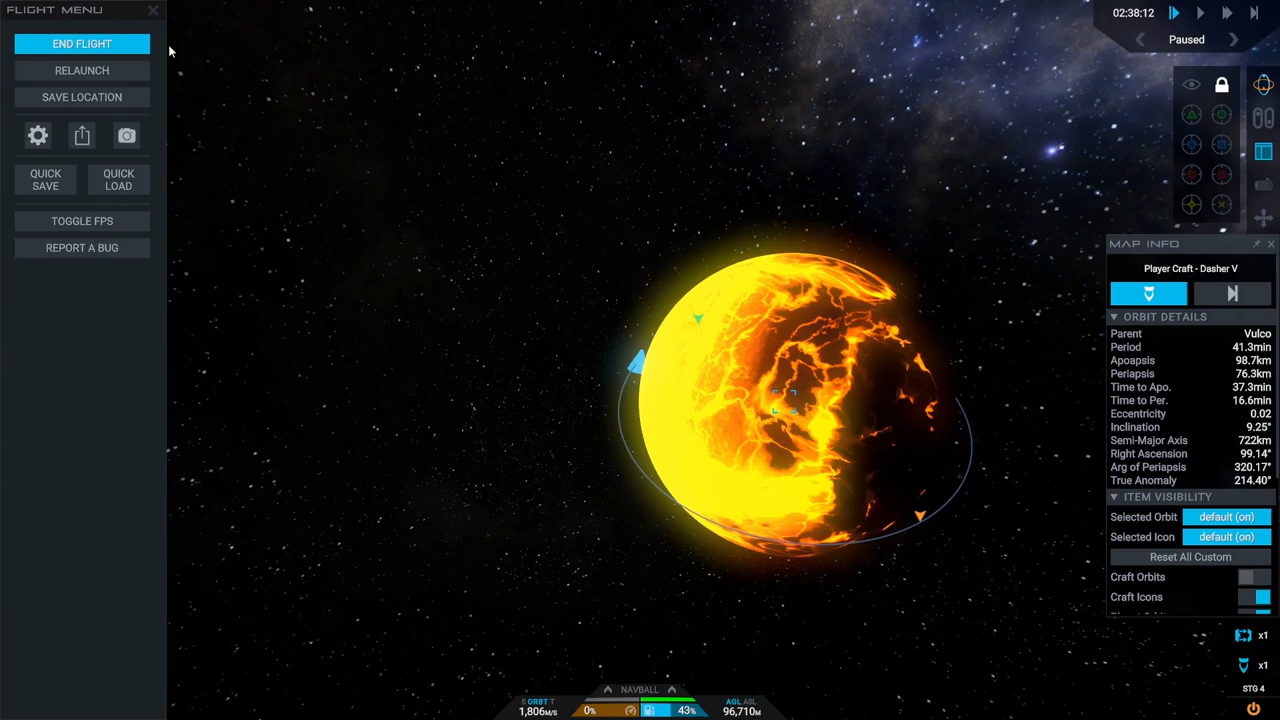 FLIGHT MENU
END FLIGHT
RELAUNCH
SAVE LOCATION
QUICK SAVE
QUICK LOAD
TOGGLE FPS
REPORT A BUG
02:38:12
Paused
MAP INFO
Player Craft - Dasher V
ORBIT DETAILS
Parent Vulco
Period 41.3min
Apoapsis 98.7km
Periapsis 76.3km
Time to Apo. 37.3min
Time to Per. 16.6min
Eccentricity 0.02
Inclination 9.25°
Semi-Major Axis 722km
Right Ascension 99.14°
Arg of Periapsis 320.17°
True Anomaly 214.40°
ITEM VISIBILITY
Selected Orbit default (on)
Selected Icon default (on)
Reset All Custom
Craft Orbits
Craft Icons
x1
x1
STG 4
NAVBALL
S ORBT T
1,806M/S
0%
43%
AGL ASL
96,710M